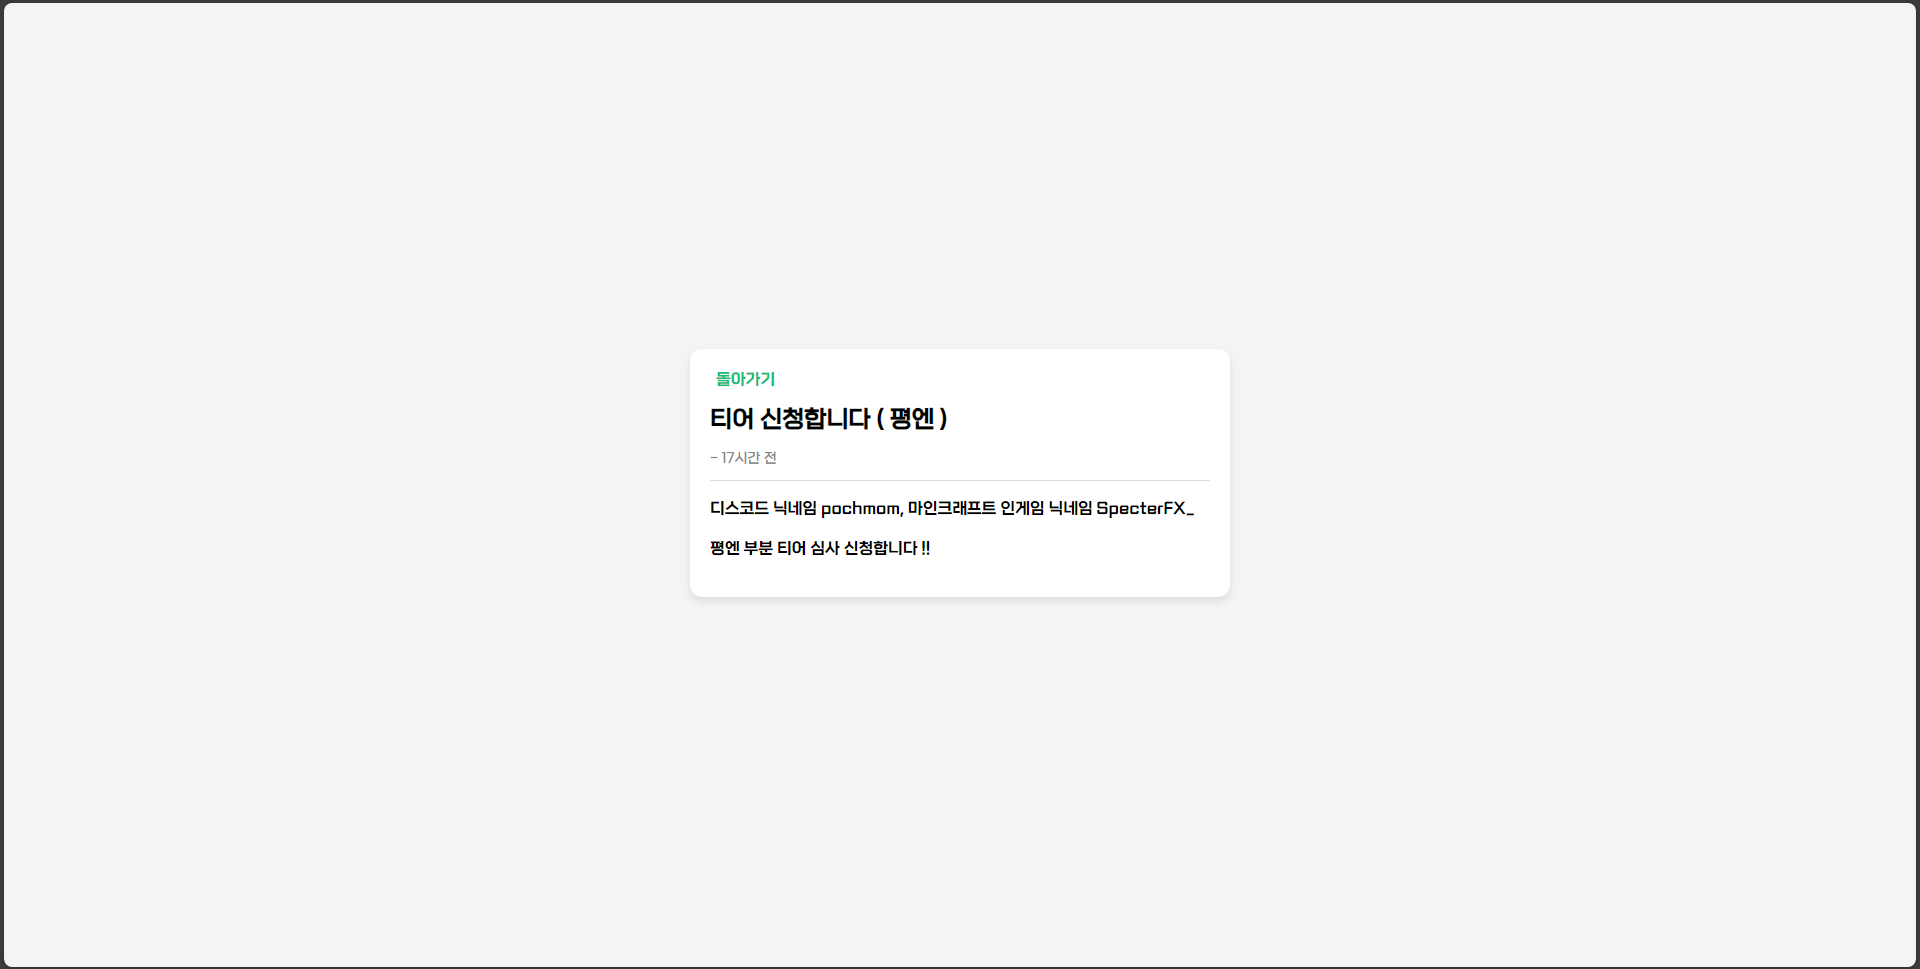 돌아가기
티어 신청합니다 ( 평엔 )
- 17시간 전
디스코드 닉네임 pochmom, 마인크래프트 인게임 닉네임 SpecterFX_
평엔 부분 티어 심사 신청합니다 !!